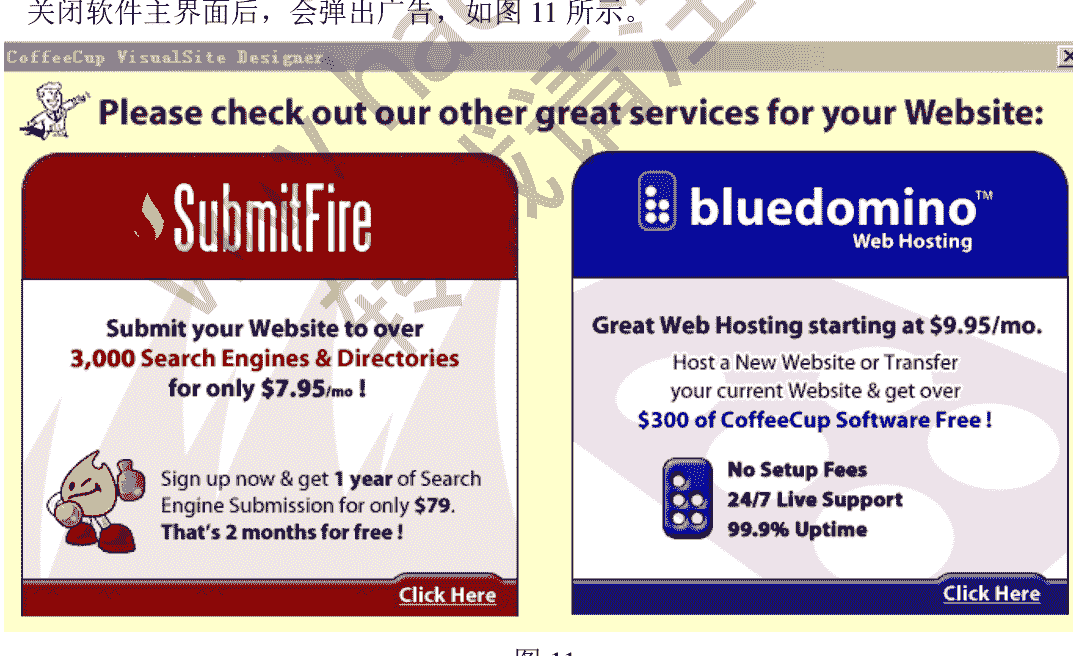 关闭软件主界面后，会弹出广告，如图 11 所示。
CoffeeCup VisualSite Designer
Please check out our other great services for your Website:
SubmitFire
Submit your Website to over
3,000 Search Engines & Directories
for only $7.95/mo !
Sign up now & get 1 year of Search
Engine Submission for only $79.
That's 2 months for free !
Click Here
bluedomino™
Web Hosting
Great Web Hosting starting at $9.95/mo.
Host a New Website or Transfer
your current Website & get over
$300 of CoffeeCup Software Free !
No Setup Fees
24/7 Live Support
99.9% Uptime
Click Here
图 11